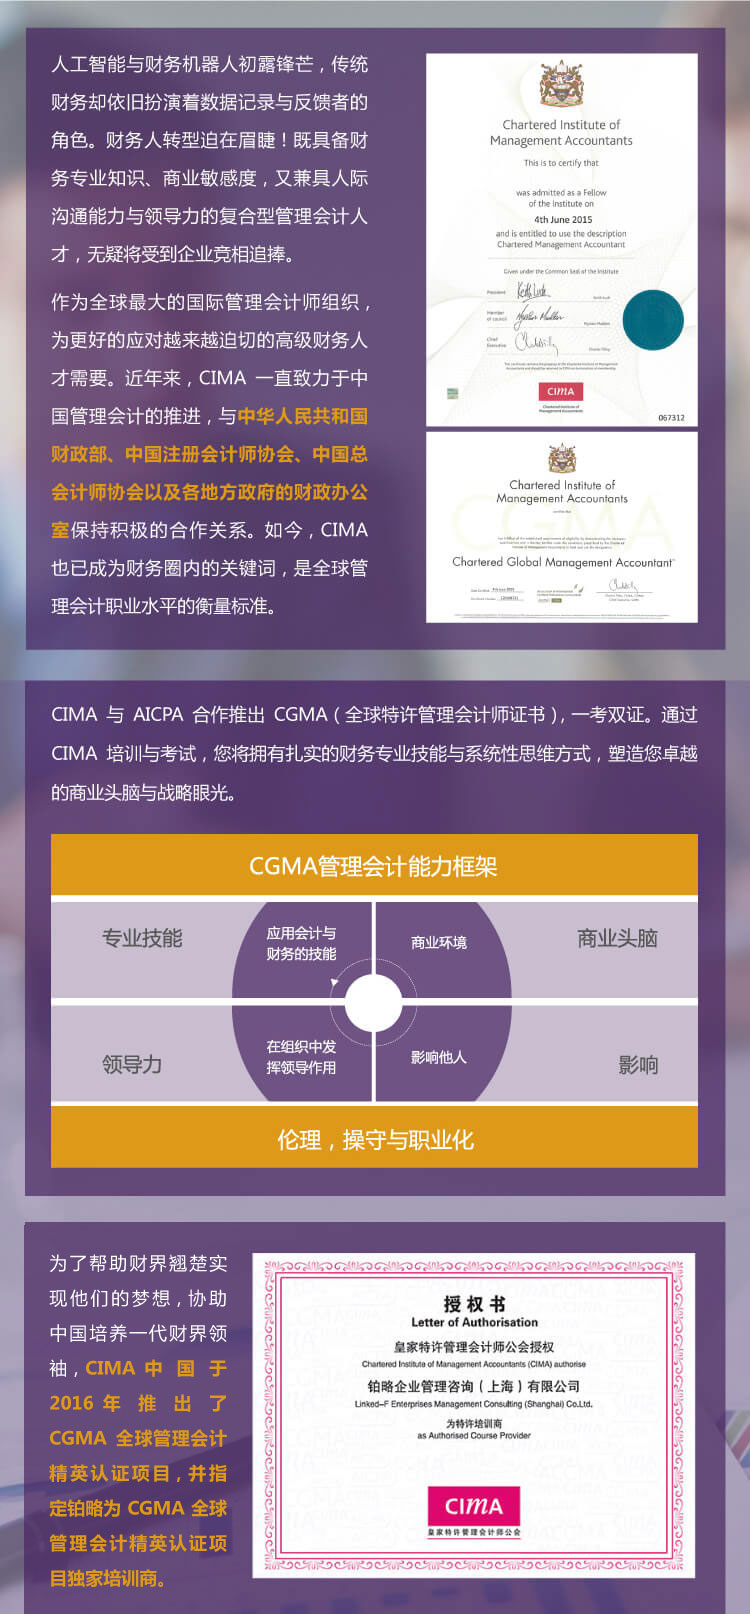 人工智能与财务机器人初露锋芒，传统
财务却依旧扮演着数据记录与反馈者的
角色。财务人转型迫在眉睫！既具备财
务专业知识、商业敏感度，又兼具人际
沟通能力与领导力的复合型管理会计人
才，无疑将受到企业竞相追捧。
作为全球最大的国际管理会计师组织，
为更好的应对越来越迫切的高级财务人
才需要。近年来，CIMA 一直致力于中
国管理会计的推进，与中华人民共和国
财政部、中国注册会计师协会、中国总
会计师协会以及各地方政府的财政办公
室保持积极的合作关系。如今，CIMA
也已成为财务圈内的关键词，是全球管
理会计职业水平的衡量标准。
Chartered Institute of
Management Accountants
This is to certify that
was admitted as a Fellow
of the Institute on
4th June 2015
and is entitled to use the description
Chartered Management Accountant
Given under the Common Seal of the Institute
President
Keith Luck
Member
of council
Myriam Madden
Chief
Executive
Charles Tilley
CIMA
Chartered Institute of
Management Accountants
067312
Chartered Institute of
Management Accountants
Chartered Global Management Accountant
CIMA 与 AICPA 合作推出 CGMA（全球特许管理会计师证书），一考双证。通过
CIMA 培训与考试，您将拥有扎实的财务专业技能与系统性思维方式，塑造您卓越
的商业头脑与战略眼光。
CGMA管理会计能力框架
专业技能
应用会计与
财务的技能
商业环境
商业头脑
领导力
在组织中发
挥领导作用
影响他人
影响
伦理，操守与职业化
为了帮助财界翘楚实
现他们的梦想，协助
中国培养一代财界领
袖，CIMA 中 国 于
2016 年 推 出 了
CGMA 全球管理会计
精英认证项目，并指
定铂略为 CGMA 全球
管理会计精英认证项
目独家培训商。
授权书
Letter of Authorisation
皇家特许管理会计师公会授权
Chartered Institute of Management Accountants (CIMA) authorise
铂略企业管理咨询（上海）有限公司
Linked-F Enterprises Management Consulting (Shanghai) Co.Ltd.
为特许培训商
as Authorised Course Provider
CIMA
皇家特许管理会计师公会